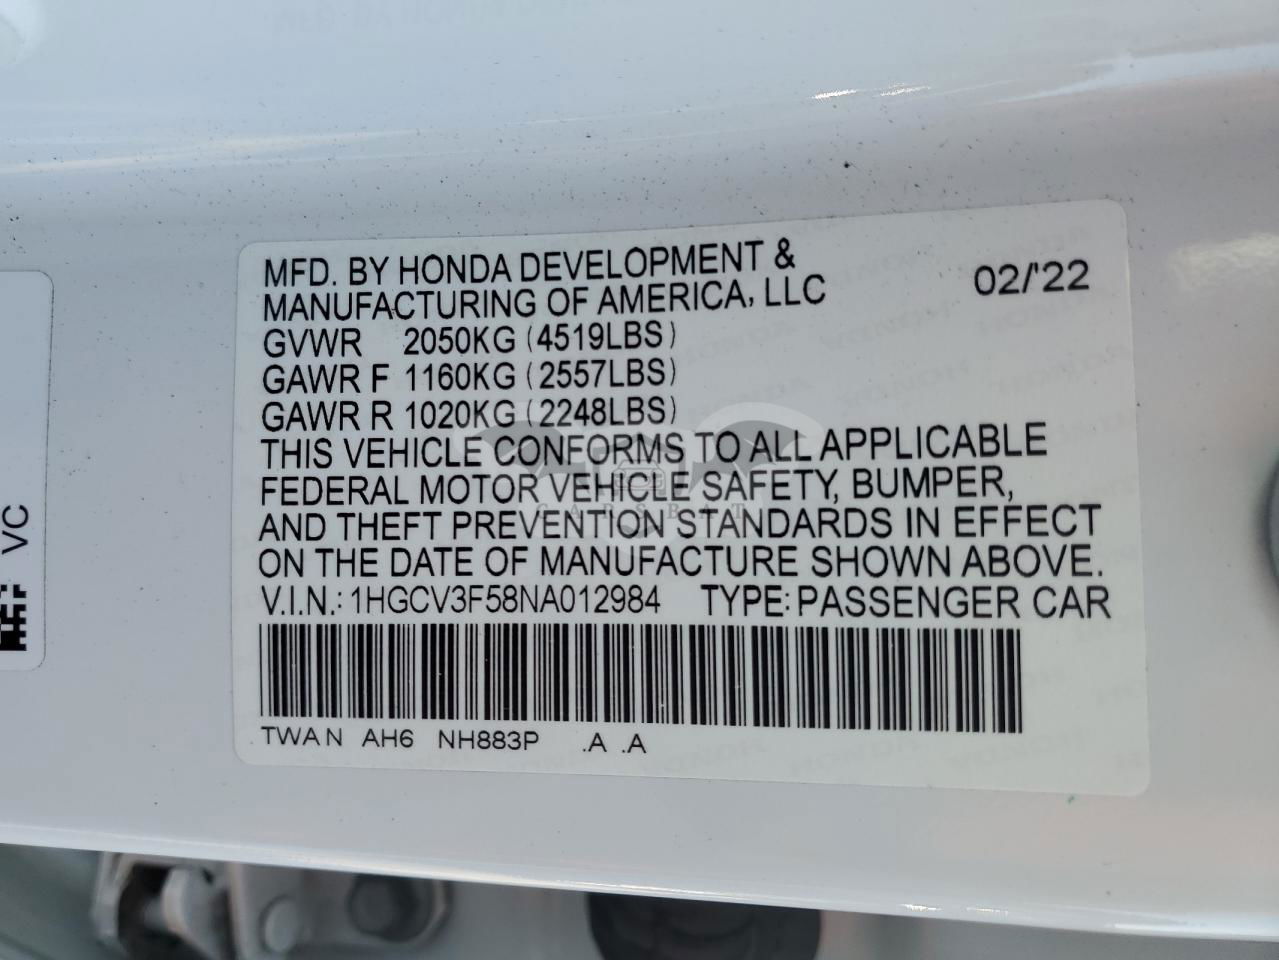 MFD. BY HONDA DEVELOPMENT &
MANUFACTURING OF AMERICA, LLC 02/'22
GVWR 2050KG (4519LBS)
GAWR F 1160KG (2557LBS)
GAWR R 1020KG (2248LBS)
THIS VEHICLE CONFORMS TO ALL APPLICABLE
FEDERAL MOTOR VEHICLE SAFETY, BUMPER,
CARSBAT
AND THEFT PREVENTION STANDARDS IN EFFECT
ON THE DATE OF MANUFACTURE SHOWN ABOVE.
V.I.N.: 1HGCV3F58NA012984 TYPE: PASSENGER CAR
TWAN AH6 NH883P .A .A
VC